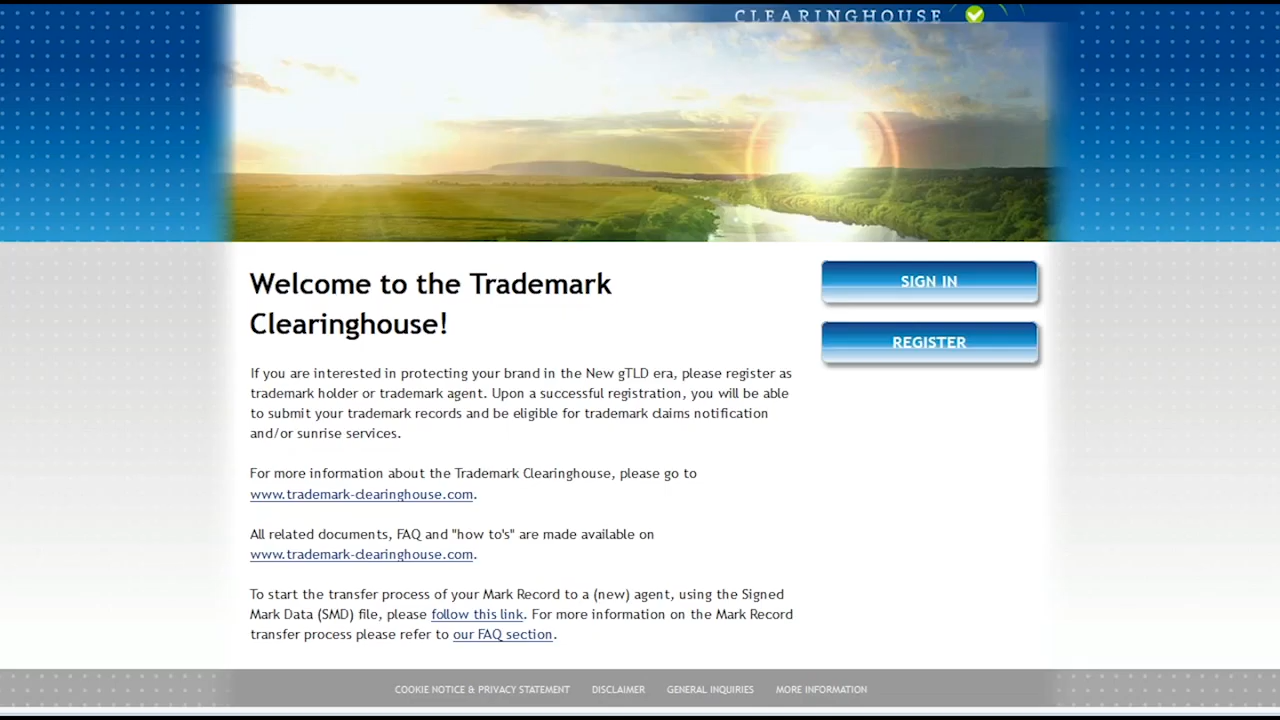 CLEARINGHOUSE
Welcome to the Trademark
Clearinghouse!
SIGN IN
REGISTER
If you are interested in protecting your brand in the New gTLD era, please register as
trademark holder or trademark agent. Upon a successful registration, you will be able
to submit your trademark records and be eligible for trademark claims notification
and/or sunrise services.
For more information about the Trademark Clearinghouse, please go to
www.trademark-clearinghouse.com.
All related documents, FAQ and "how to's" are made available on
www.trademark-clearinghouse.com.
To start the transfer process of your Mark Record to a (new) agent, using the Signed
Mark Data (SMD) file, please follow this link. For more information on the Mark Record
transfer process please refer to our FAQ section.
COOKIE NOTICE & PRIVACY STATEMENT DISCLAIMER GENERAL INQUIRIES MORE INFORMATION